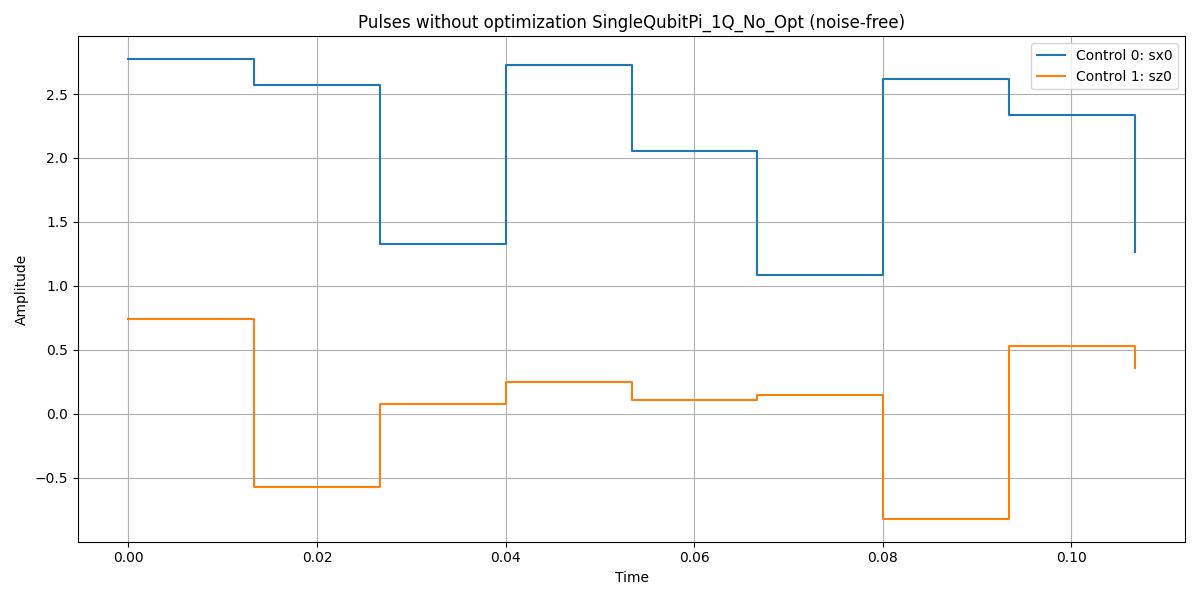 Pulses without optimization SingleQubitPi_1Q_No_Opt (noise-free)
Control 0: sx0
Control 1: sz0
Amplitude
2.5
2.0
1.5
1.0
0.5
0.0
−0.5
0.00 0.02 0.04 0.06 0.08 0.10
Time